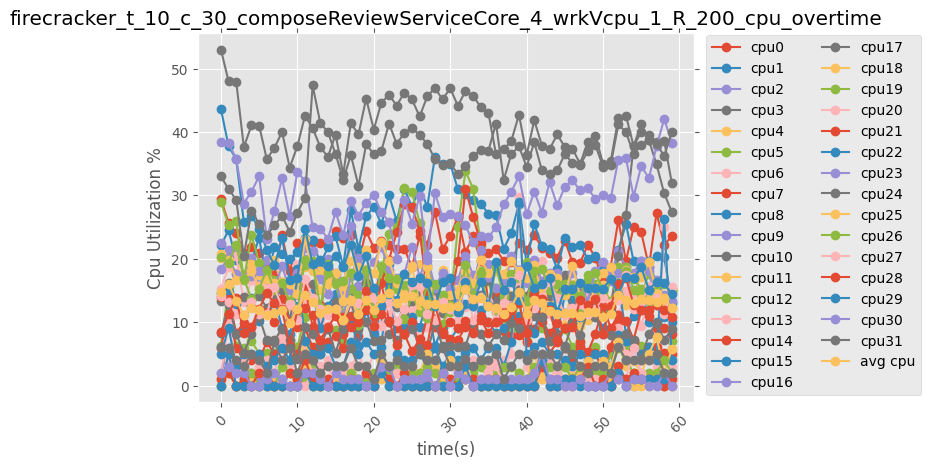 firecracker_t_10_c_30_composeReviewServiceCore_4_wrkVcpu_1_R_200_cpu_overtime
Cpu Utilization %
50
40
30
20
10
0
0
10
20
30
40
50
60
time(s)
cpu0
cpu1
cpu2
cpu3
cpu4
cpu5
cpu6
cpu7
cpu8
cpu9
cpu10
cpu11
cpu12
cpu13
cpu14
cpu15
cpu16
cpu17
cpu18
cpu19
cpu20
cpu21
cpu22
cpu23
cpu24
cpu25
cpu26
cpu27
cpu28
cpu29
cpu30
cpu31
avg cpu